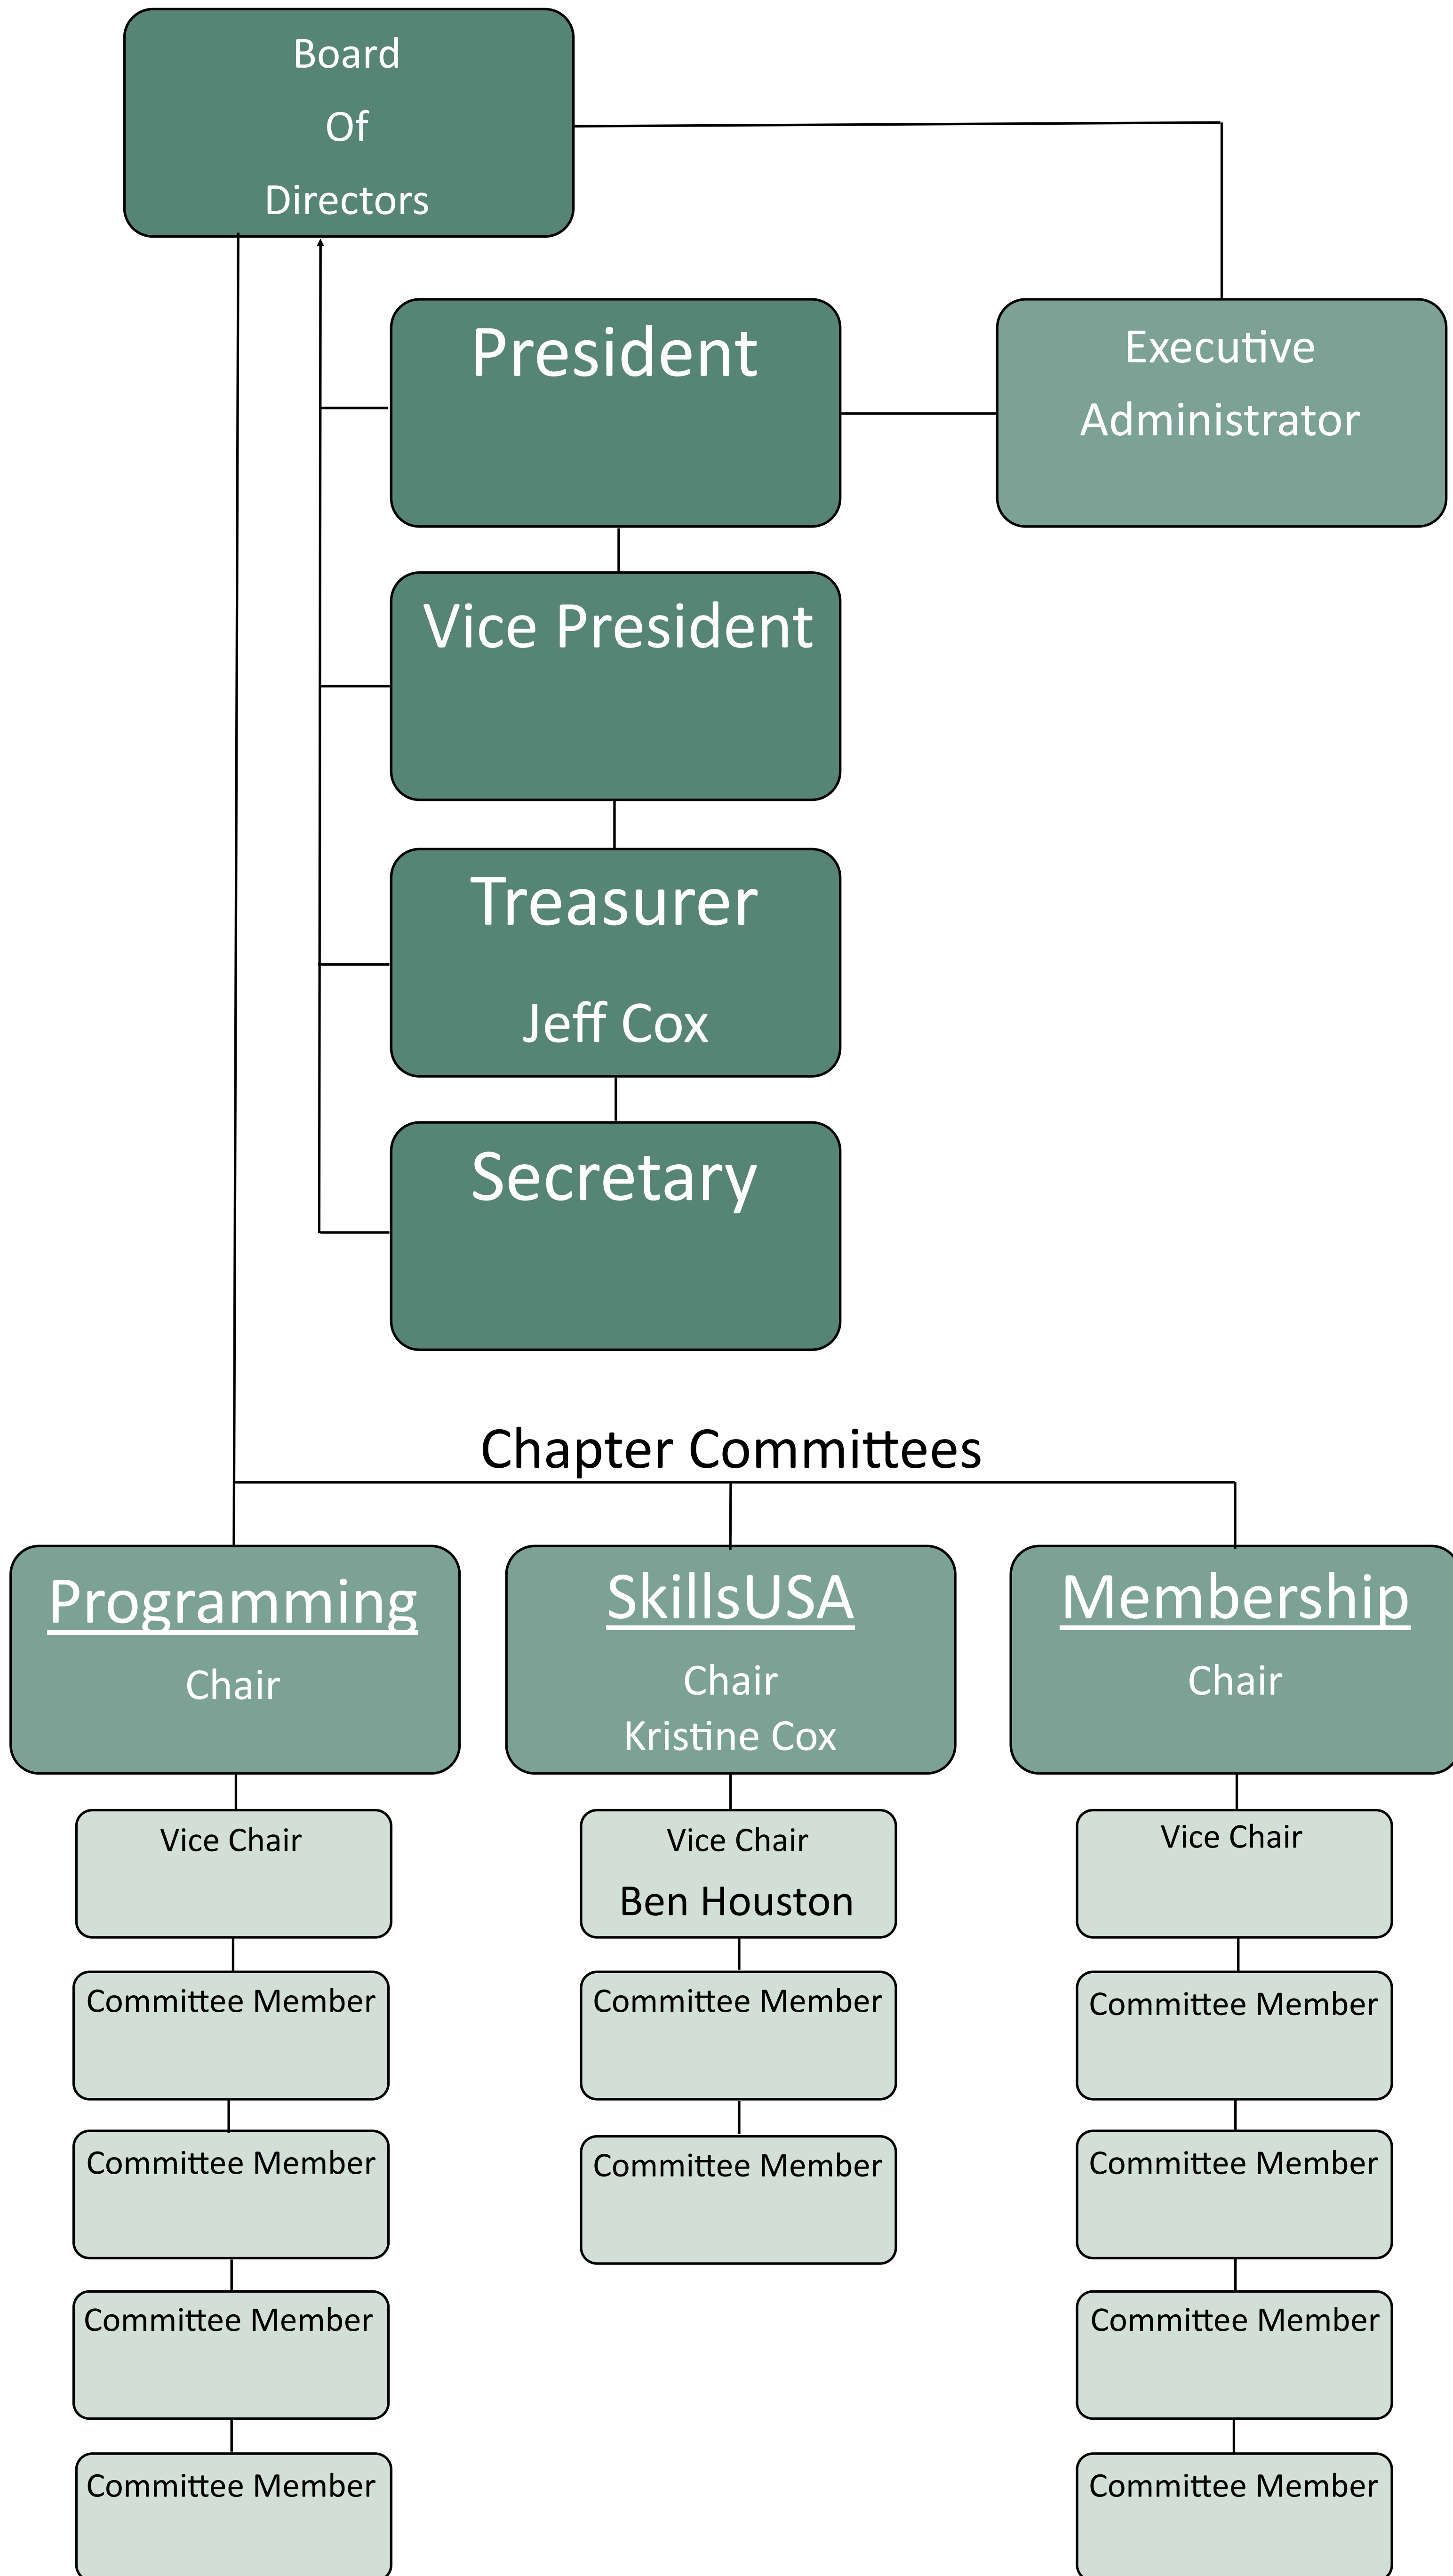 Board
Of
Directors
President
Executive
Administrator
Vice President
Treasurer
Jeff Cox
Secretary
Chapter Committees
Programming
Chair
SkillsUSA
Chair
Kristine Cox
Membership
Chair
Vice Chair
Committee Member
Committee Member
Committee Member
Committee Member
Vice Chair
Ben Houston
Committee Member
Committee Member
Vice Chair
Committee Member
Committee Member
Committee Member
Committee Member